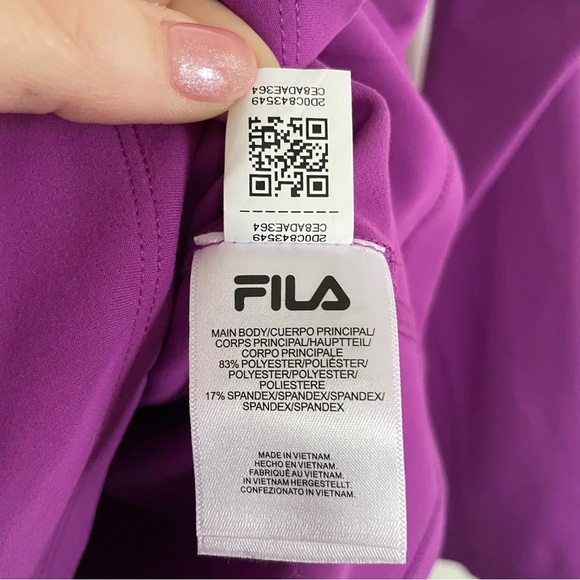 CE8ADAE364
2D0C843549
2D0C843549
CE8ADAE364
FILA
MAIN BODY/CUERPO PRINCIPAL/
CORPS PRINCIPAL/HAUPTTEIL/
CORPO PRINCIPALE
83% POLYESTER/POLIÉSTER/
POLYESTER/POLYESTER/
POLIESTERE
17% SPANDEX/SPANDEX/SPANDEX/
SPANDEX/SPANDEX
MADE IN VIETNAM.
HECHO EN VIETNAM.
FABRIQUÉ AU VIETNAM.
IN VIETNAM HERGESTELLT.
CONFEZIONATO IN VIETNAM.